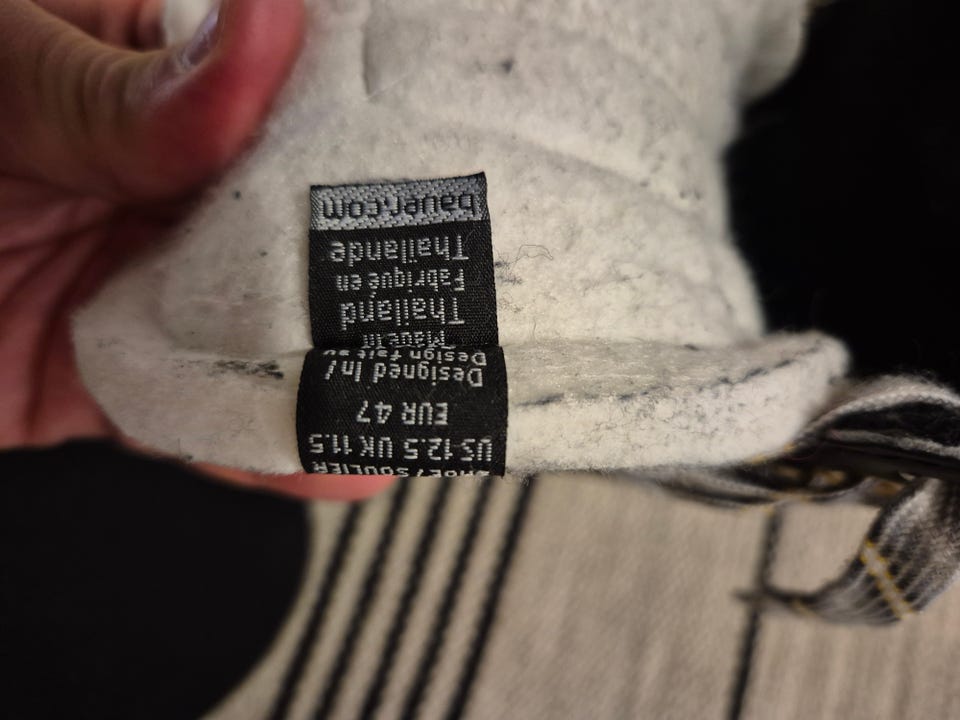 SHOE/SOULIER
US 12.5 UK 11.5
EUR 47
Designed In/
Design fait au
Made in
Thailand
Fabriqué en
Thaïlande
bauer.com